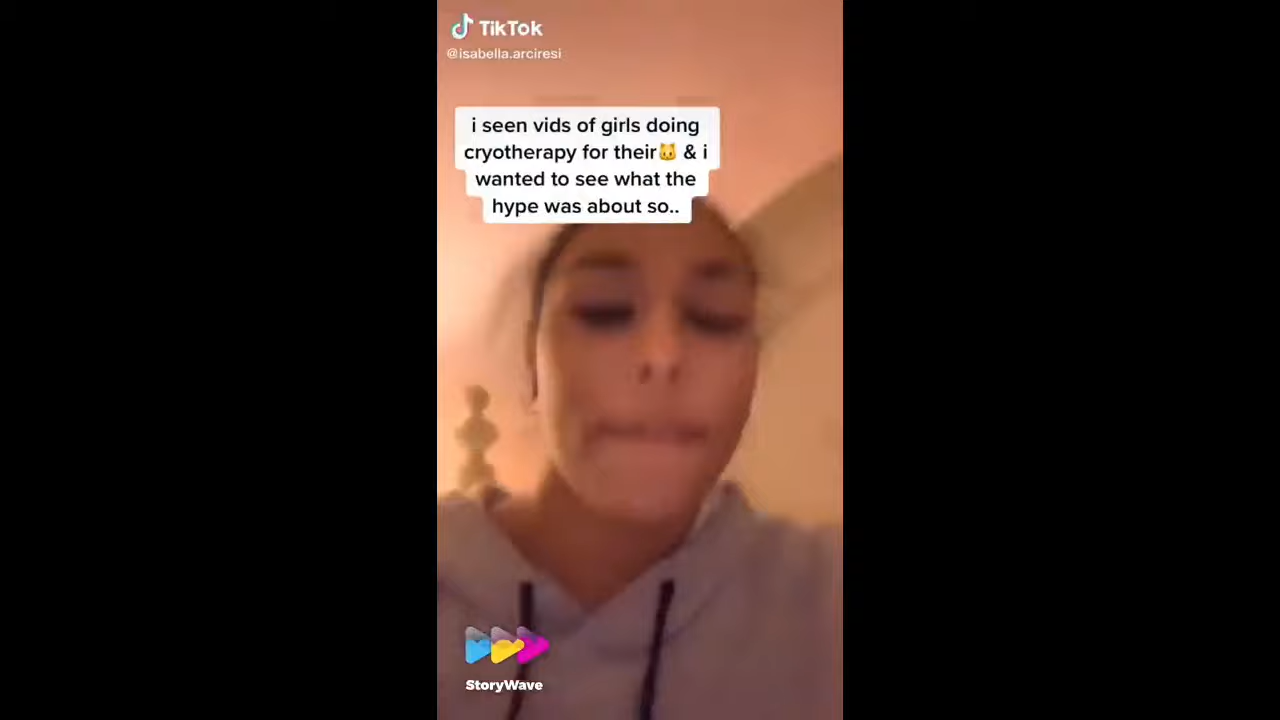 TikTok
@isabella.arciresi
i seen vids of girls doing
cryotherapy for their🐱 & i
wanted to see what the
hype was about so..
StoryWave